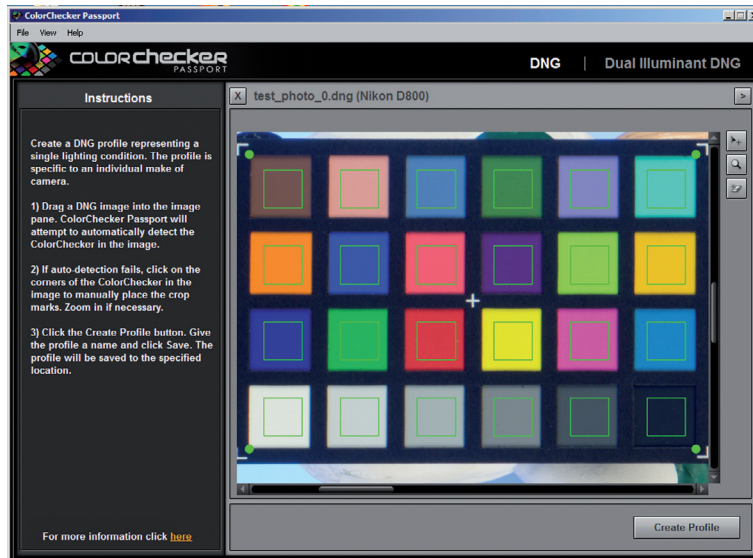 ColorChecker Passport
File View Help
COLOR checker
PASSPORT
DNG | Dual Illuminant DNG
Instructions
X test_photo_0.dng (Nikon D800) >
Create a DNG profile representing a
single lighting condition. The profile is
specific to an individual make of
camera.
1) Drag a DNG image into the image
pane. ColorChecker Passport will
attempt to automatically detect the
ColorChecker in the image.
2) If auto-detection fails, click on the
corners of the ColorChecker in the
image to manually place the crop
marks. Zoom in if necessary.
3) Click the Create Profile button. Give
the profile a name and click Save. The
profile will be saved to the specified
location.
For more information click here
Create Profile